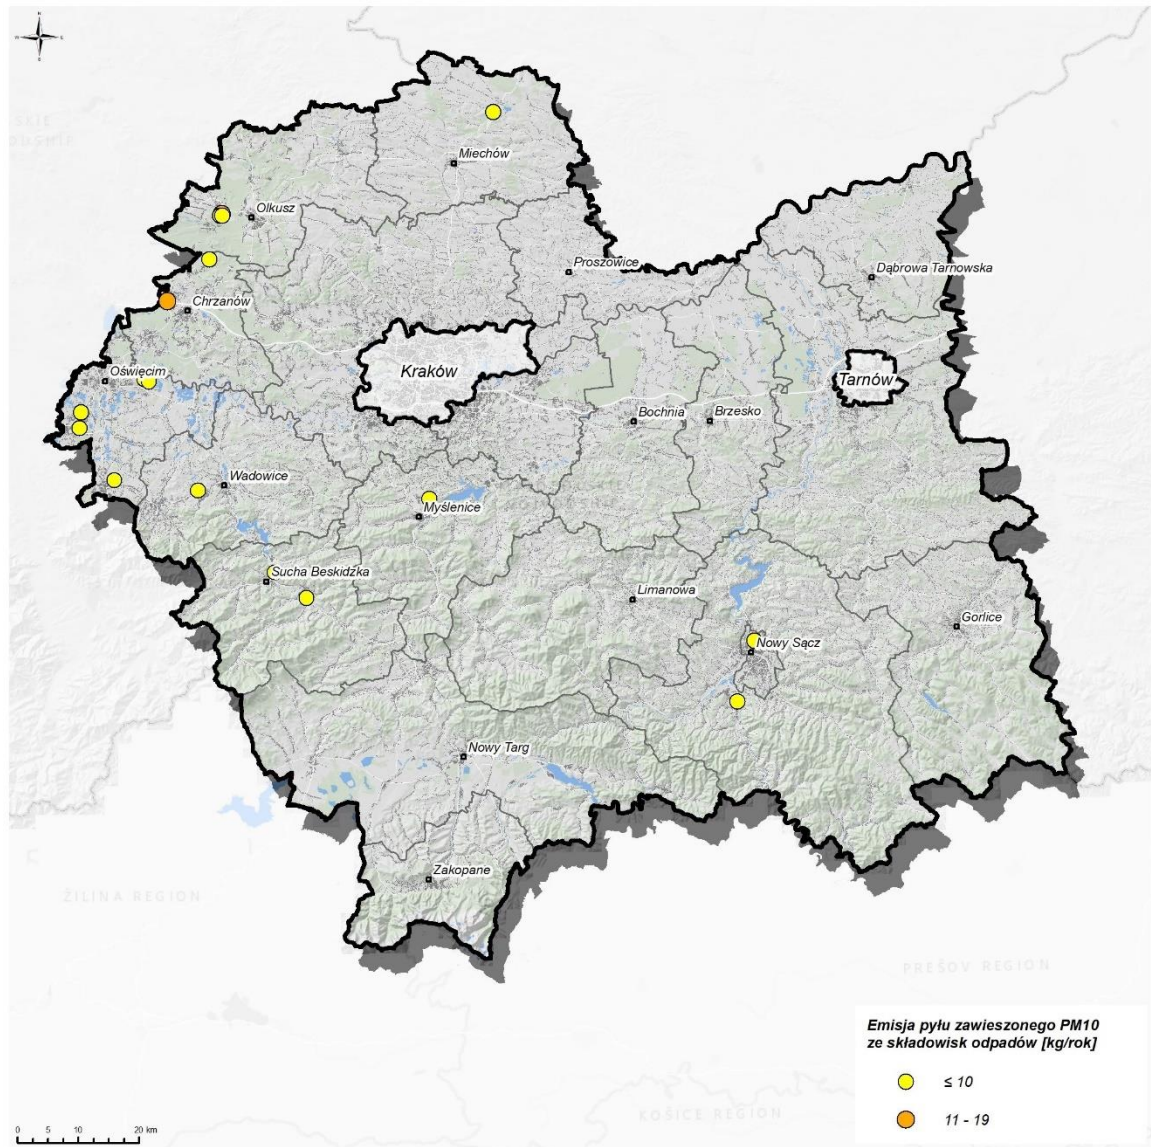 N
W E
S
SKIE
Miechów
Olkusz
Proszowice
Dąbrowa Tarnowska
Chrzanów
Kraków
Tarnów
Oświęcim
Bochnia
Brzesko
Wadowice
Myślenice
Sucha Beskidzka
Limanowa
Gorlice
Nowy Sącz
Nowy Targ
Zakopane
ŽILINA REGION
PREŠOV REGION
KOŠICE REGION
Emisja pyłu zawieszonego PM10
ze składowisk odpadów [kg/rok]
≤ 10
11 - 19
0 5 10 20 km